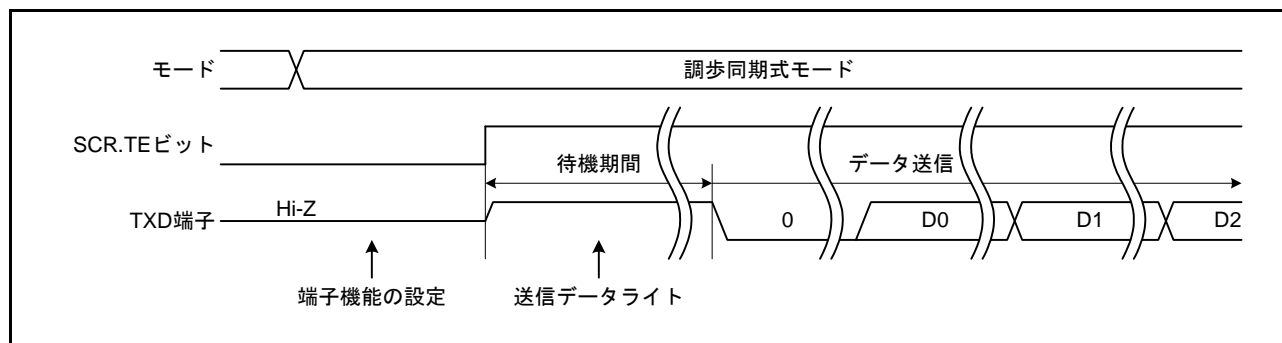 モード
調歩同期式モード
SCR.TEビット
待機期間
データ送信
TXD端子
Hi-Z
0
D0
D1
D2
端子機能の設定
送信データライト